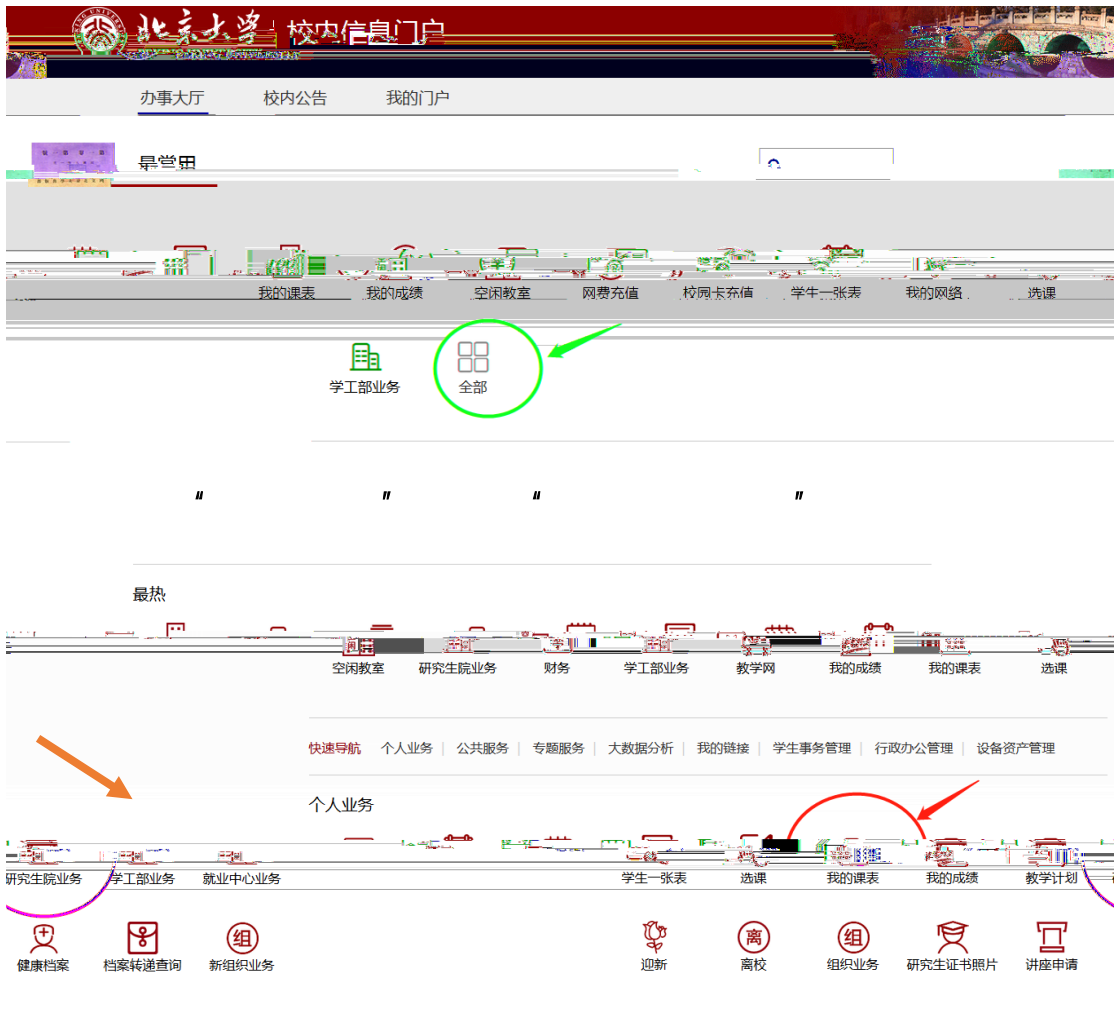 北京大学 校内信息门户
办事大厅 校内公告 我的门户
最常用
我的课表 我的成绩 空闲教室 网费充值 校园卡充值 学生一张表 我的网络 选课
学工部业务 全部
“ ” “ ”
最热
空闲教室 研究生院业务 财务 学工部业务 教学网 我的成绩 我的课表 选课
快速导航 个人业务 | 公共服务 | 专题服务 | 大数据分析 | 我的链接 | 学生事务管理 | 行政办公管理 | 设备资产管理
个人业务
研究生院业务 学工部业务 就业中心业务 学生一张表 选课 我的课表 我的成绩 教学计划
组 离 组
健康档案 档案转递查询 新组织业务 迎新 离校 组织业务 研究生证书照片 讲座申请